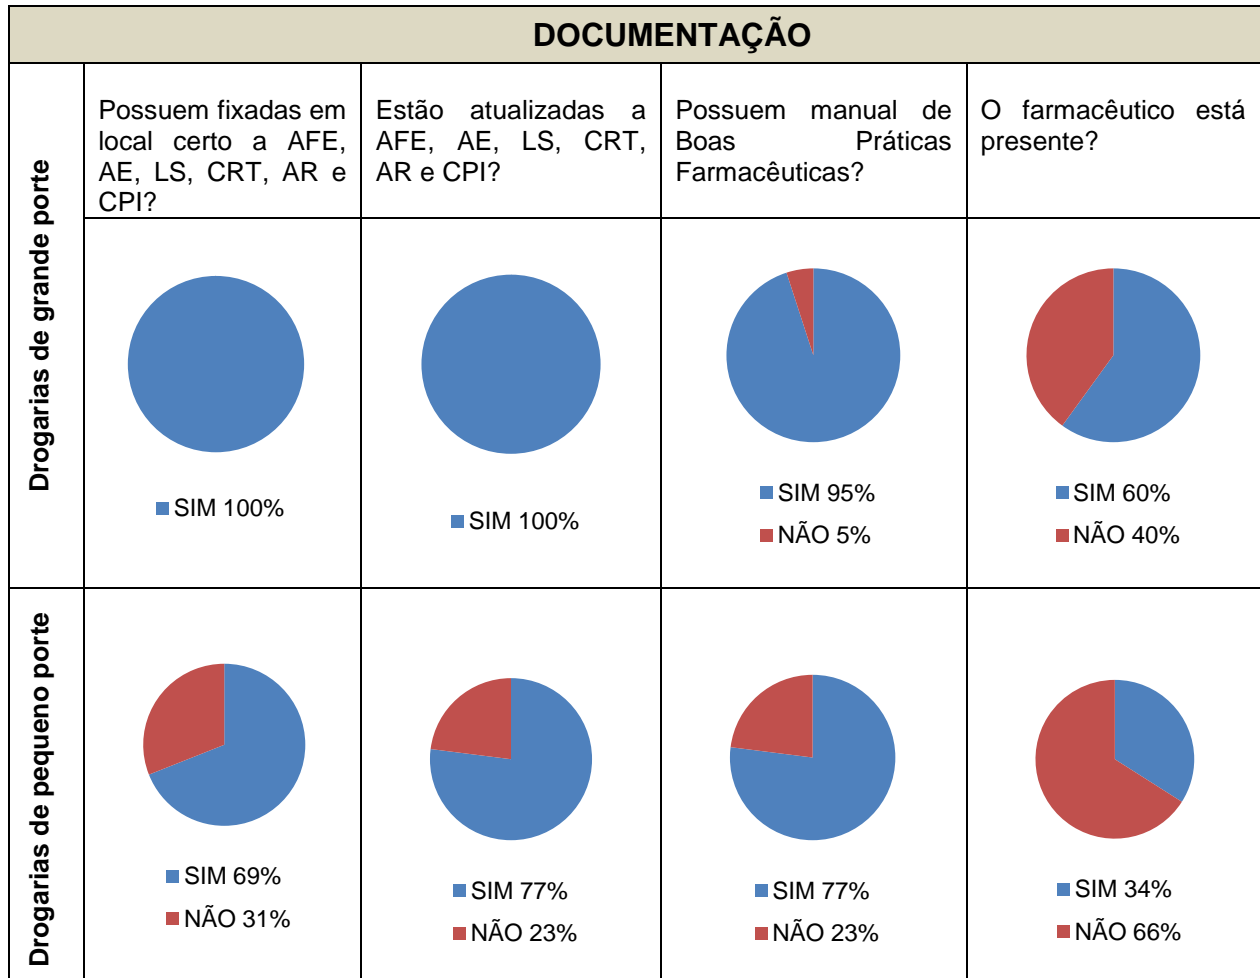 DOCUMENTAÇÃO
Drogarias de grande porte
Possuem fixadas em
local certo a AFE,
AE, LS, CRT, AR e
CPI?
Estão atualizadas a
AFE, AE, LS, CRT,
AR e CPI?
Possuem manual de
Boas Práticas
Farmacêuticas?
O farmacêutico está
presente?
SIM 100%
SIM 100%
SIM 95%
NÃO 5%
SIM 60%
NÃO 40%
Drogarias de pequeno porte
SIM 69%
NÃO 31%
SIM 77%
NÃO 23%
SIM 77%
NÃO 23%
SIM 34%
NÃO 66%